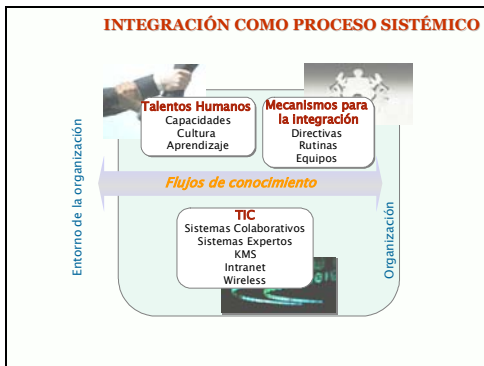 INTEGRACIÓN COMO PROCESO SISTÉMICO
Talentos Humanos
Capacidades
Cultura
Aprendizaje
Mecanismos para
la integración
Directivas
Rutinas
Equipos
Entorno de la organización
Flujos de conocimiento
Organización
TIC
Sistemas Colaborativos
Sistemas Expertos
KMS
Intranet
Wireless